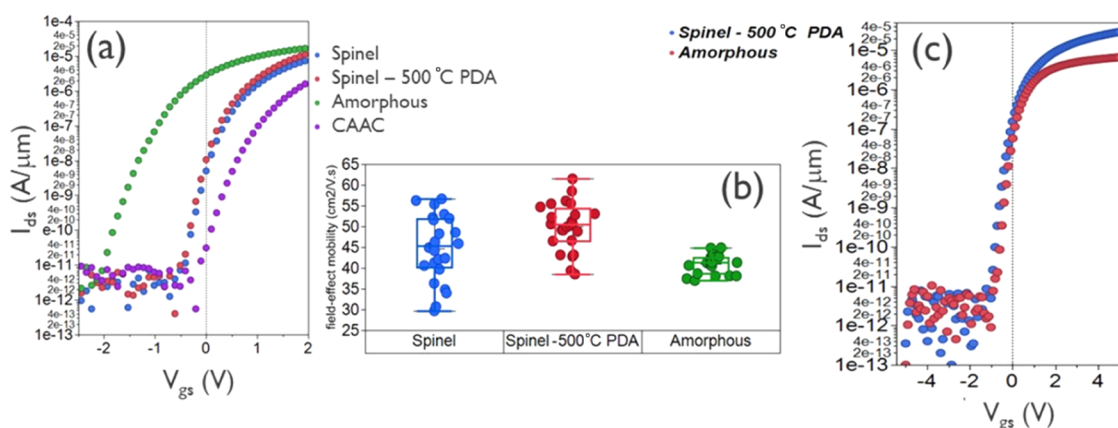 (a)
I_ds (A/μm)
1e-4
4e-5
2e-5
1e-5
4e-6
2e-6
1e-6
4e-7
2e-7
1e-7
4e-8
2e-8
1e-8
4e-9
2e-9
1e-9
4e-10
2e-10
1e-10
4e-11
2e-11
1e-11
4e-12
2e-12
1e-12
4e-13
2e-13
1e-13
-2 -1 0 1 2
V_gs (V)
Spinel
Spinel – 500 °C PDA
Amorphous
CAAC
(b)
field-effect mobility (cm2/V.s)
65
60
55
50
45
40
35
30
25
Spinel Spinel -500°C PDA Amorphous
Spinel - 500°C PDA
Amorphous
(c)
I_ds (A/μm)
4e-5
2e-5
1e-5
4e-6
2e-6
1e-6
4e-7
2e-7
1e-7
4e-8
2e-8
1e-8
4e-9
2e-9
1e-9
4e-10
2e-10
1e-10
4e-11
2e-11
1e-11
4e-12
2e-12
1e-12
4e-13
2e-13
1e-13
-4 -2 0 2 4
V_gs (V)